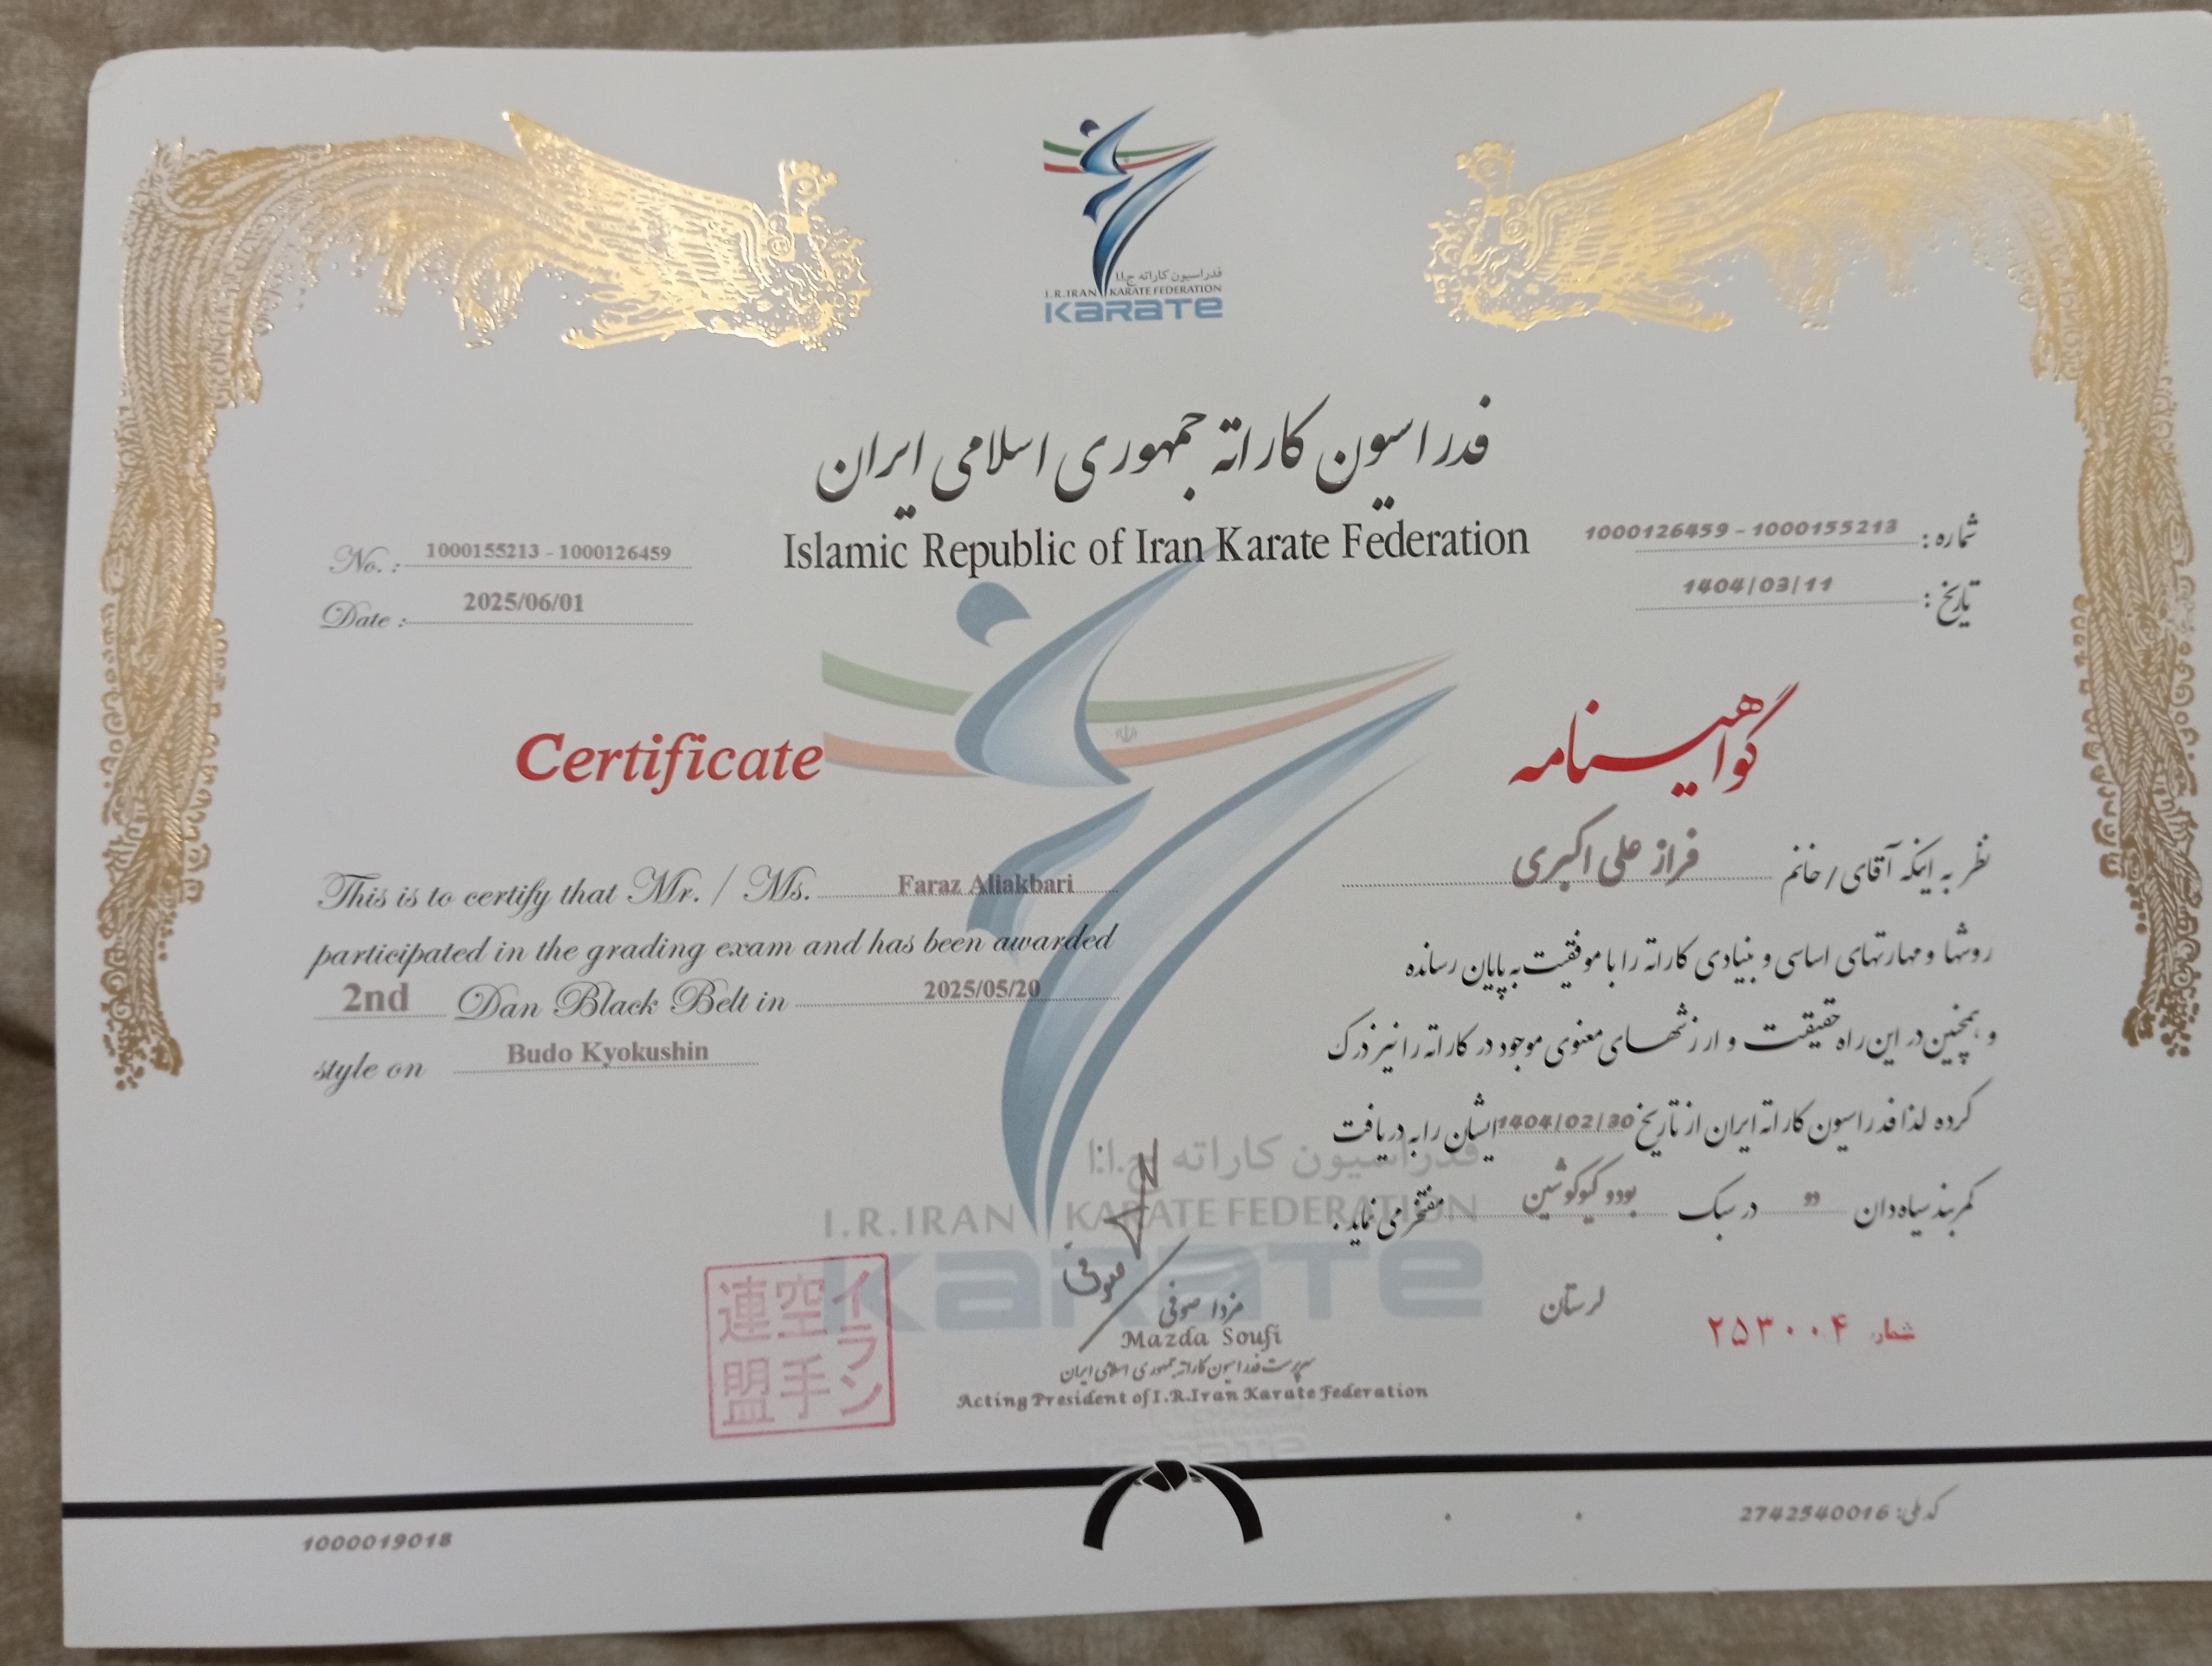 فدراسیون کاراته ج.ا.ا
I.R.IRAN KARATE FEDERATION
KARATE
فدراسیون کاراته جمهوری اسلامی ایران
Islamic Republic of Iran Karate Federation
No. : 1000155213 - 1000126459
Date : 2025/06/01
شماره : 1000126459 - 1000155213
تاریخ : 1404/03/11
Certificate
This is to certify that Mr. / Ms. Faraz Aliakbari
participated in the grading exam and has been awarded
2nd Dan Black Belt in 2025/05/20
style on Budo Kyokushin
گواهینامه
نظر به اینکه آقای / خانم فراز علی اکبری
روشها و مهارتهای اساسی و بنیادی کاراته را با موفقیت به پایان رسانده
و همچنین در این راه حقیقت و ارزشهای معنوی موجود در کاراته را نیز درک
کرده لذا فدراسیون کاراته ایران از تاریخ 1404/02/30 ایشان را به دریافت
کمربند سیاه دان دو در سبک بودو کیوکوشین مفتخر می نماید .
فدراسیون کاراته ج.ا.ا
I.R.IRAN KARATE FEDERATION
KARATE
لرستان
شماره ۲۵۳۰۰۴
イラン
空手
連盟
صوفی
مزدا صوفی
Mazda Soufi
سرپرست فدراسیون کاراته جمهوری اسلامی ایران
Acting President of I.R.Iran Karate Federation
1000019018
کد ملی: 2742540016